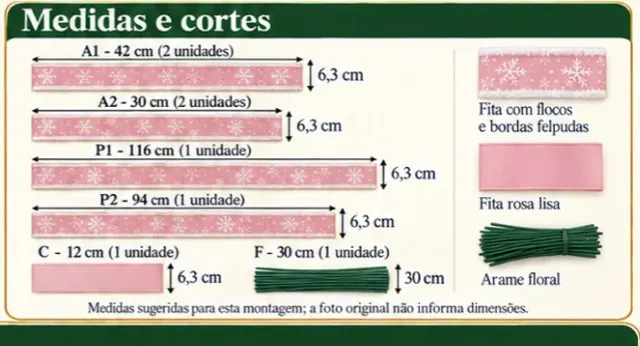 Medidas e cortes
A1 - 42 cm (2 unidades)
6,3 cm
A2 - 30 cm (2 unidades)
6,3 cm
P1 - 116 cm (1 unidade)
6,3 cm
P2 - 94 cm (1 unidade)
6,3 cm
C - 12 cm (1 unidade)
6,3 cm
F - 30 cm (1 unidade)
30 cm
Fita com flocos
e bordas felpudas
Fita rosa lisa
Arame floral
Medidas sugeridas para esta montagem; a foto original não informa dimensões.